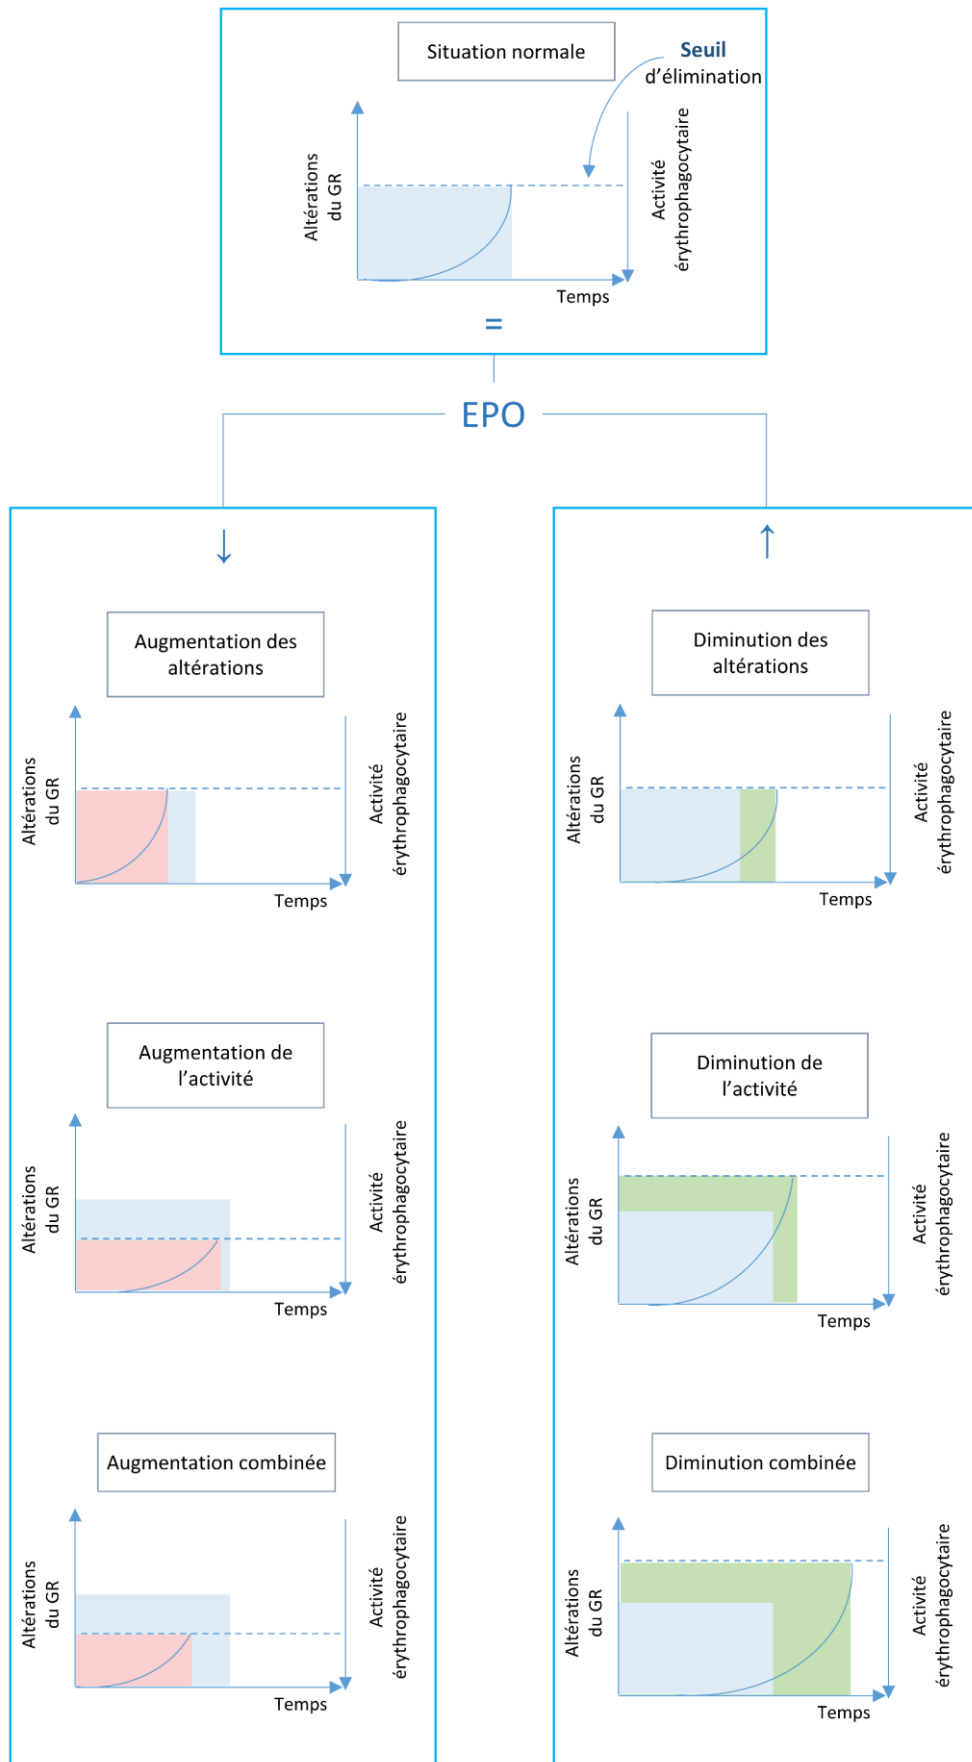 Situation normale
Seuil
d'élimination
Altérations
du GR
Activité
érythrophagocytaire
Temps
=
EPO
↓
Augmentation des
altérations
Altérations
du GR
Activité
érythrophagocytaire
Temps
Augmentation de
l'activité
Altérations
du GR
Activité
érythrophagocytaire
Temps
Augmentation combinée
Altérations
du GR
Activité
érythrophagocytaire
Temps
↑
Diminution des
altérations
Altérations
du GR
Activité
érythrophagocytaire
Temps
Diminution de
l'activité
Altérations
du GR
Activité
érythrophagocytaire
Temps
Diminution combinée
Altérations
du GR
Activité
érythrophagocytaire
Temps